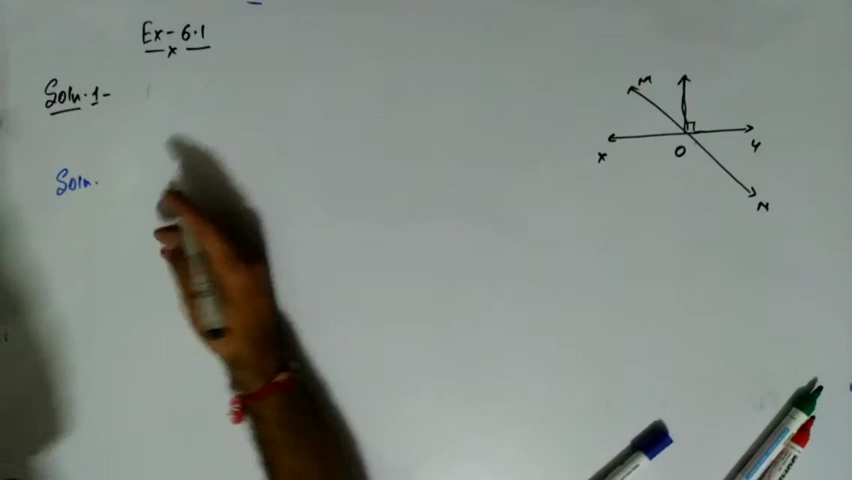 Ex- 6.1
x
Soln. 1-
M
X
O
Y
N
Soln.